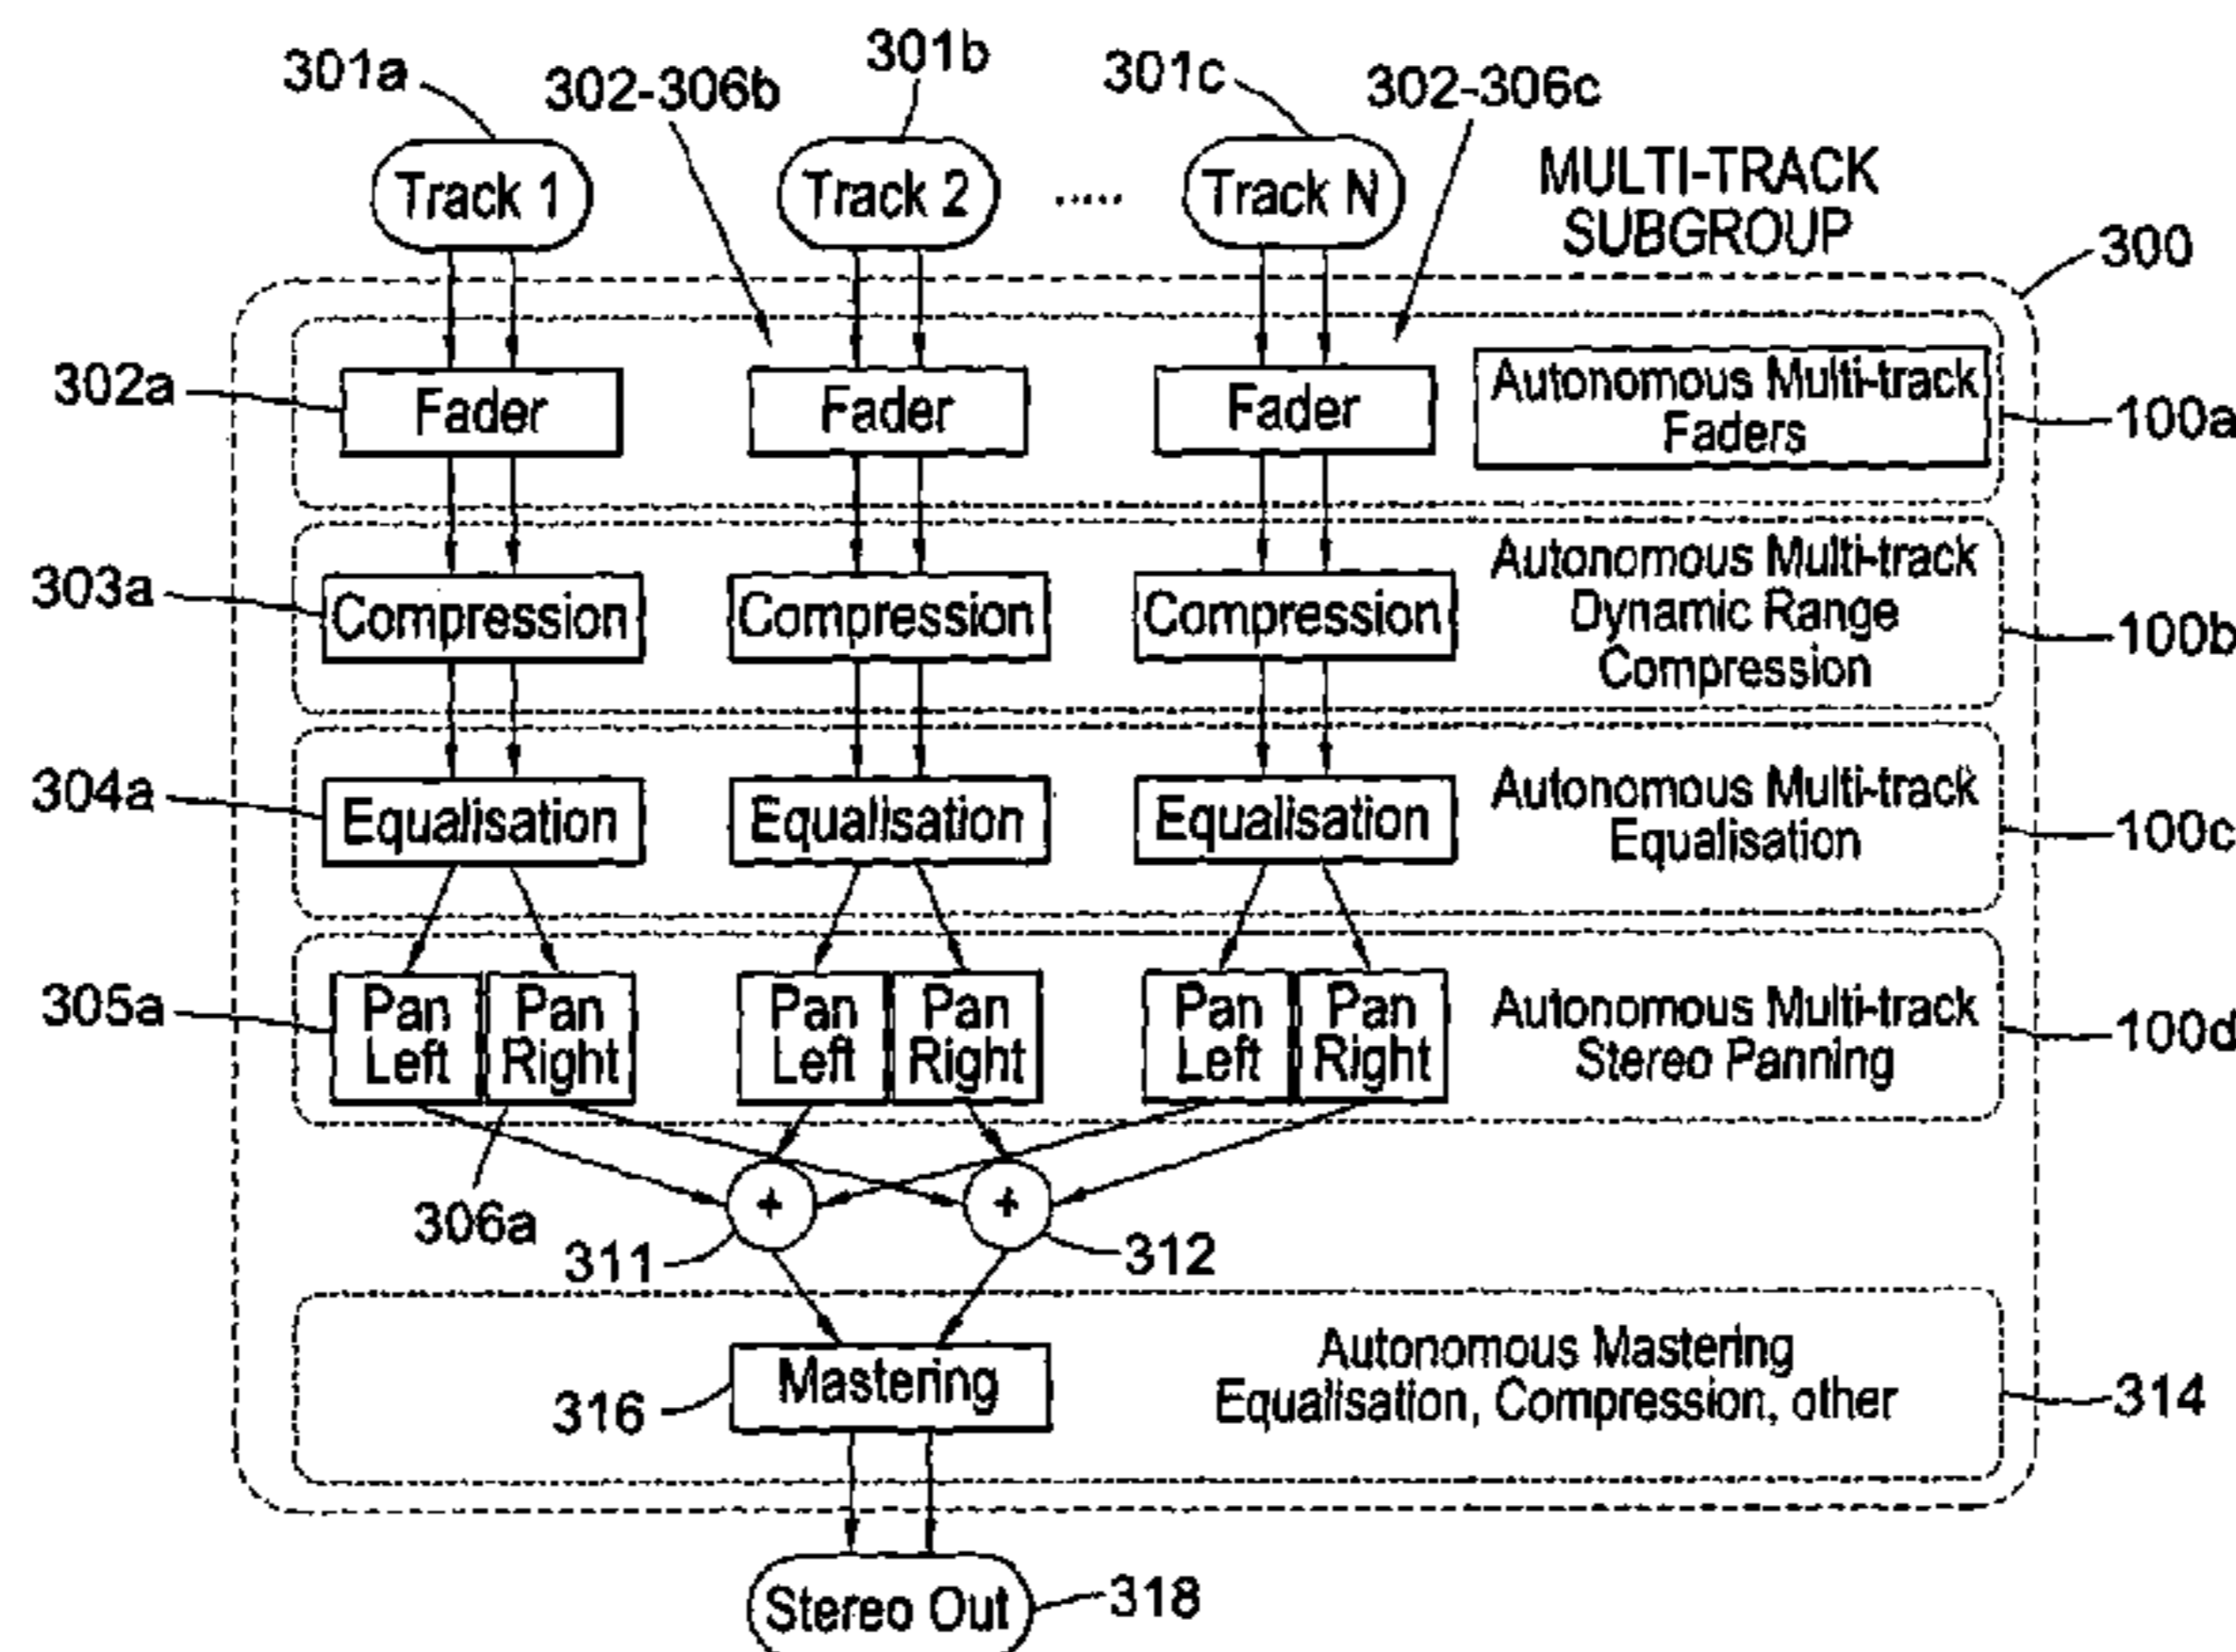 301a
302-306b
301b
301c
302-306c
Track 1
Track 2
.....
Track N
MULTI-TRACK
SUBGROUP
300
302a
Fader
Fader
Fader
Autonomous Multi-track
Faders
100a
303a
Compression
Compression
Compression
Autonomous Multi-track
Dynamic Range
Compression
100b
304a
Equalisation
Equalisation
Equalisation
Autonomous Multi-track
Equalisation
100c
305a
Pan
Left
Pan
Right
Pan
Left
Pan
Right
Pan
Left
Pan
Right
Autonomous Multi-track
Stereo Panning
100d
306a
+
+
311
312
316
Mastering
Autonomous Mastering
Equalisation, Compression, other
314
Stereo Out
318